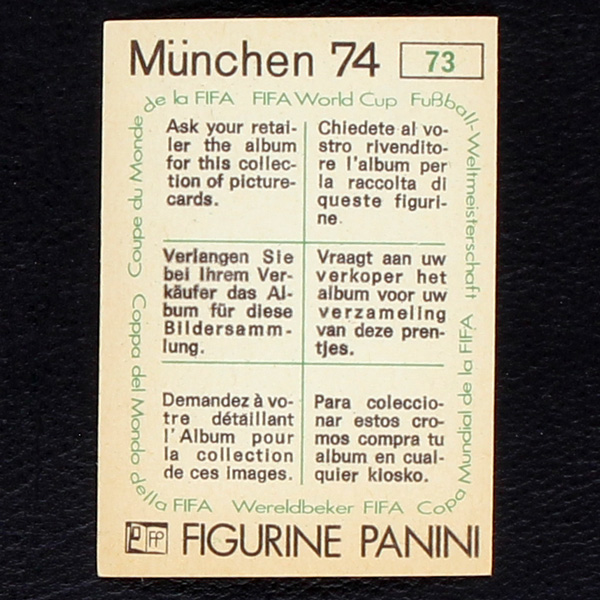 München 74 73
Coupe du Monde de la FIFA FIFA World Cup Fußball-Weltmeisterschaft
Ask your retai-
ler the album
for this collec-
tion of picture-
cards.
Chiedete al vo-
stro rivendito-
re l'album per
la raccolta di
queste figuri-
ne.
Verlangen Sie
bei Ihrem Ver-
käufer das Al-
bum für diese
Bildersamm-
lung.
Vraagt aan uw
verkoper het
album voor uw
verzameling
van deze pren-
tjes.
Demandez à vo-
tre détaillant
l'Album pour
la collection
de ces images.
Para coleccio-
nar estos cro-
mos compra tu
album en cual-
quier kiosko.
Coppa del Mondo della FIFA Wereldbeker FIFA Copa Mundial de la FIFA
FP FIGURINE PANINI